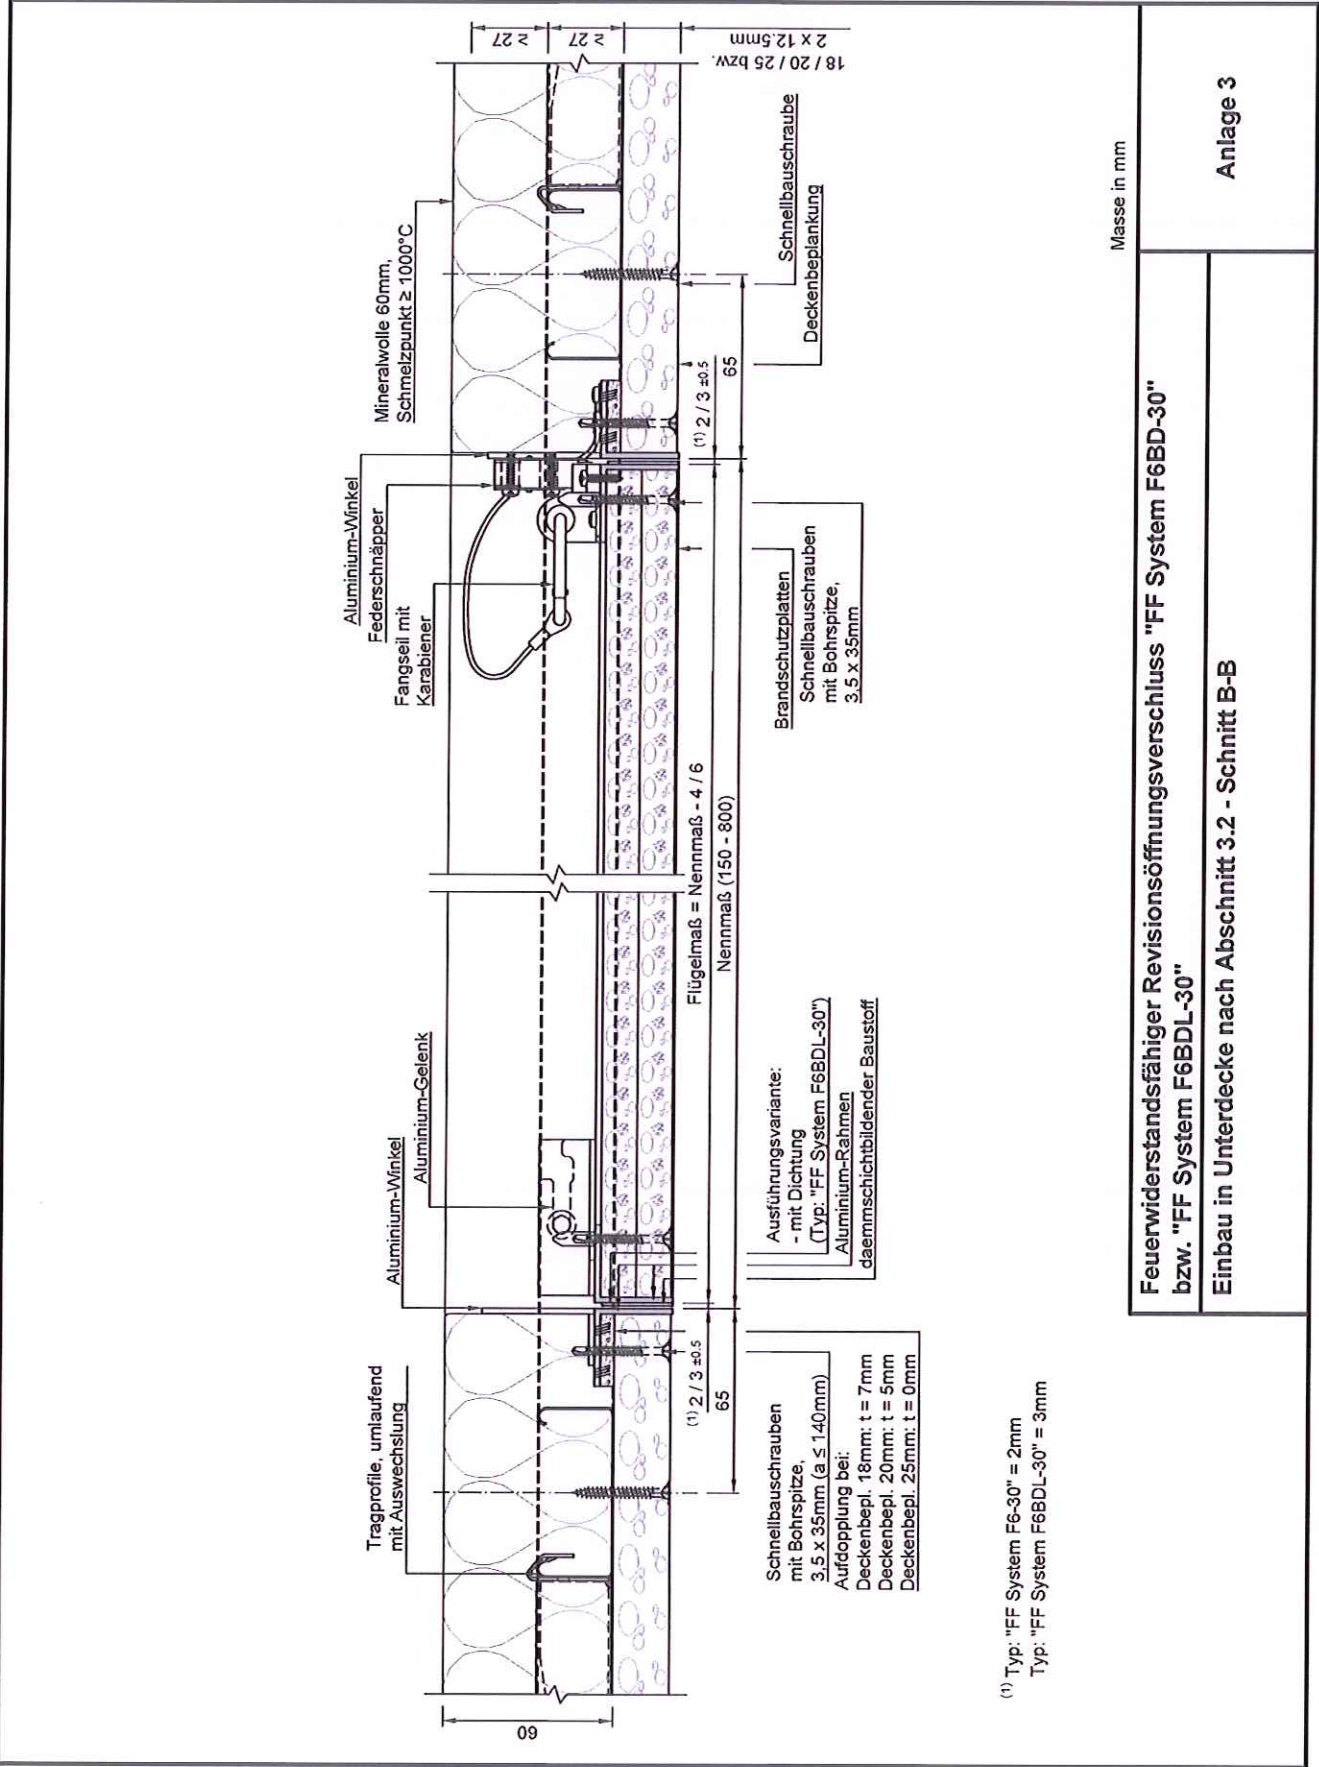 Tragprofile, umlaufend
mit Auswechslung
Aluminium-Winkel
Aluminium-Gelenk
Aluminium-Winkel
Federschnäpper
Fangseil mit
Karabiener
Mineralwolle 60mm,
Schmelzpunkt ≥ 1000°C
60
≥ 27
≥ 27
18 / 20 / 25 bzw.
2 x 12.5mm
(1) 2 / 3 ±0.5
65
Flügelmaß = Nennmaß - 4 / 6
Nennmaß (150 - 800)
(1) 2 / 3 ±0.5
65
Schnellbauschrauben
mit Bohrspitze,
3,5 x 35mm (a ≤ 140mm)
Aufdopplung bei:
Deckenbepl. 18mm: t = 7mm
Deckenbepl. 20mm: t = 5mm
Deckenbepl. 25mm: t = 0mm
Ausführungsvariante:
- mit Dichtung
(Typ: "FF System F6BDL-30")
Aluminium-Rahmen
daemmschichtbildender Baustoff
Brandschutzplatten
Schnellbauschrauben
mit Bohrspitze,
3,5 x 35mm
Schnellbauschraube
Deckenbeplankung
(1) Typ: "FF System F6-30" = 2mm
Typ: "FF System F6BDL-30" = 3mm
Masse in mm
Feuerwiderstandsfähiger Revisionsöffnungsverschluss "FF System F6BD-30"
bzw. "FF System F6BDL-30"
Einbau in Unterdecke nach Abschnitt 3.2 - Schnitt B-B
Anlage 3